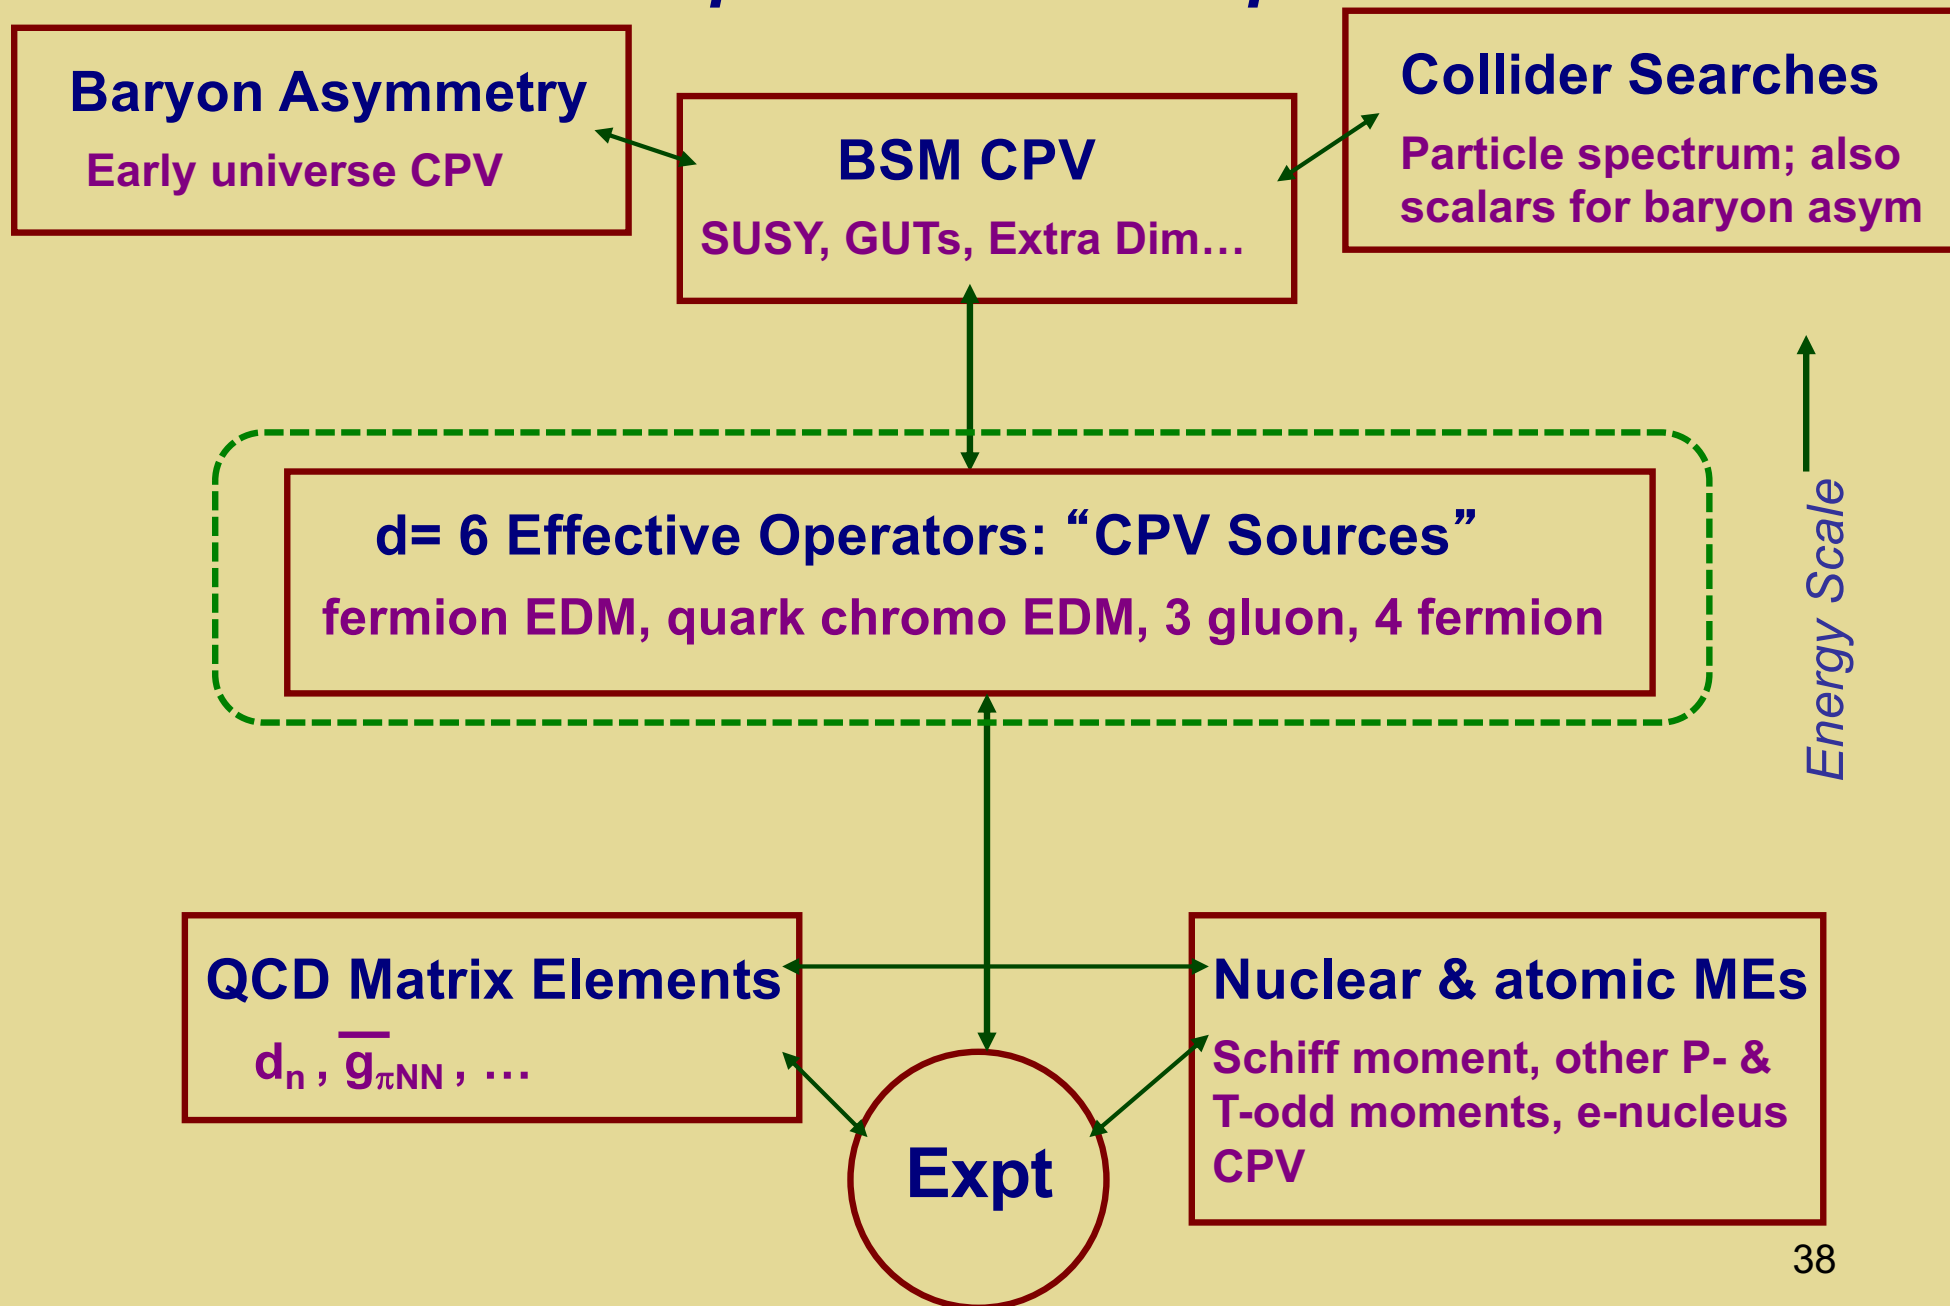 Baryon Asymmetry
Early universe CPV
BSM CPV
SUSY, GUTs, Extra Dim…
Collider Searches
Particle spectrum; also
scalars for baryon asym
d= 6 Effective Operators: “CPV Sources”
fermion EDM, quark chromo EDM, 3 gluon, 4 fermion
Energy Scale
QCD Matrix Elements
dₙ , g̅πNN , …
Nuclear & atomic MEs
Schiff moment, other P- &
T-odd moments, e-nucleus
CPV
Expt
38